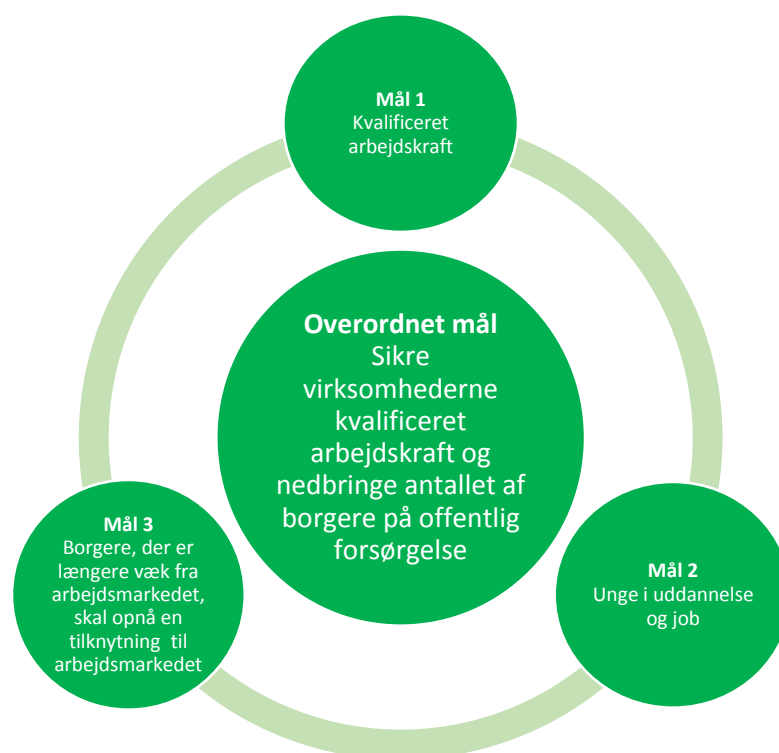 Mål 1
Kvalificeret
arbejdskraft
Overordnet mål
Sikre
virksomhederne
kvalificeret
arbejdskraft og
nedbringe antallet af
borgere på offentlig
forsørgelse
Mål 3
Borgere, der er
længere væk fra
arbejdsmarkedet,
skal opnå en
tilknytning til
arbejdsmarkedet
Mål 2
Unge i uddannelse
og job